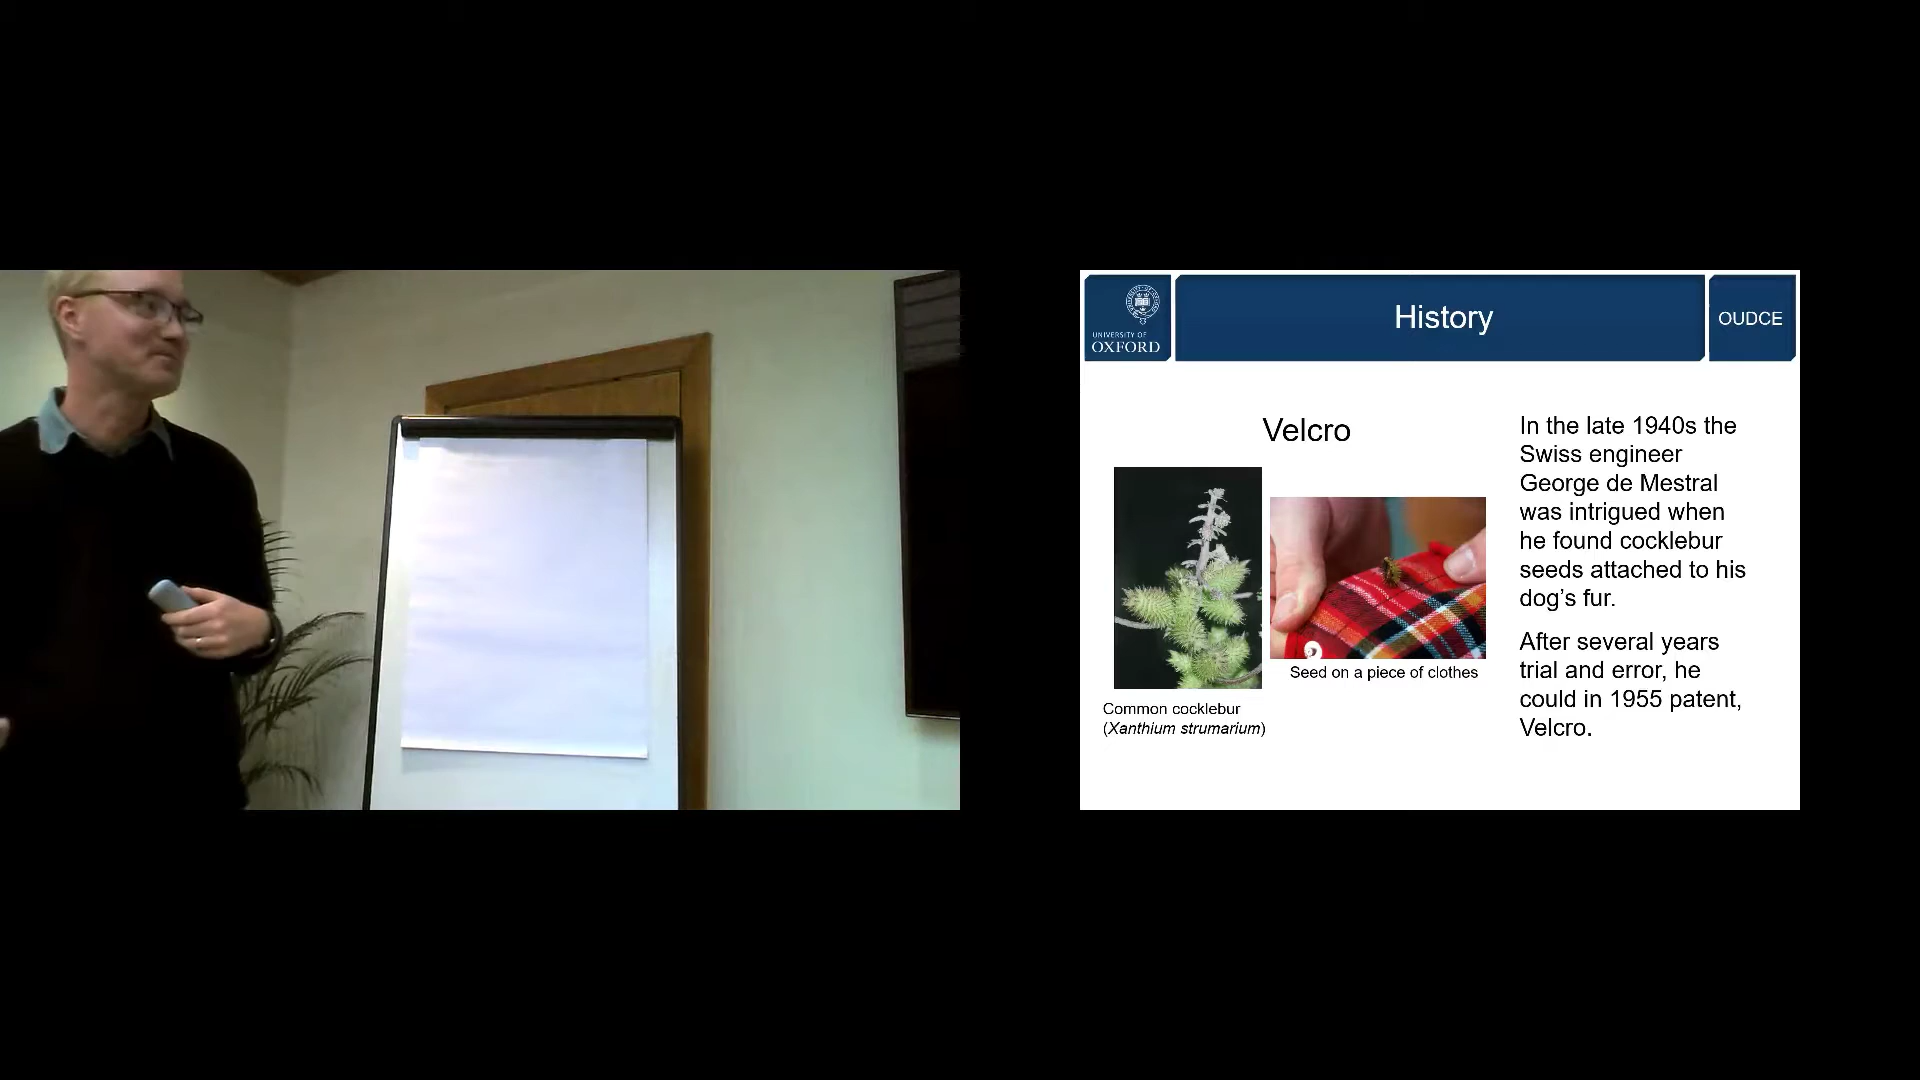 UNIVERSITY OF
OXFORD
History
OUDCE
Velcro
Seed on a piece of clothes
Common cocklebur
(Xanthium strumarium)
In the late 1940s the
Swiss engineer
George de Mestral
was intrigued when
he found cocklebur
seeds attached to his
dog’s fur.
After several years
trial and error, he
could in 1955 patent,
Velcro.